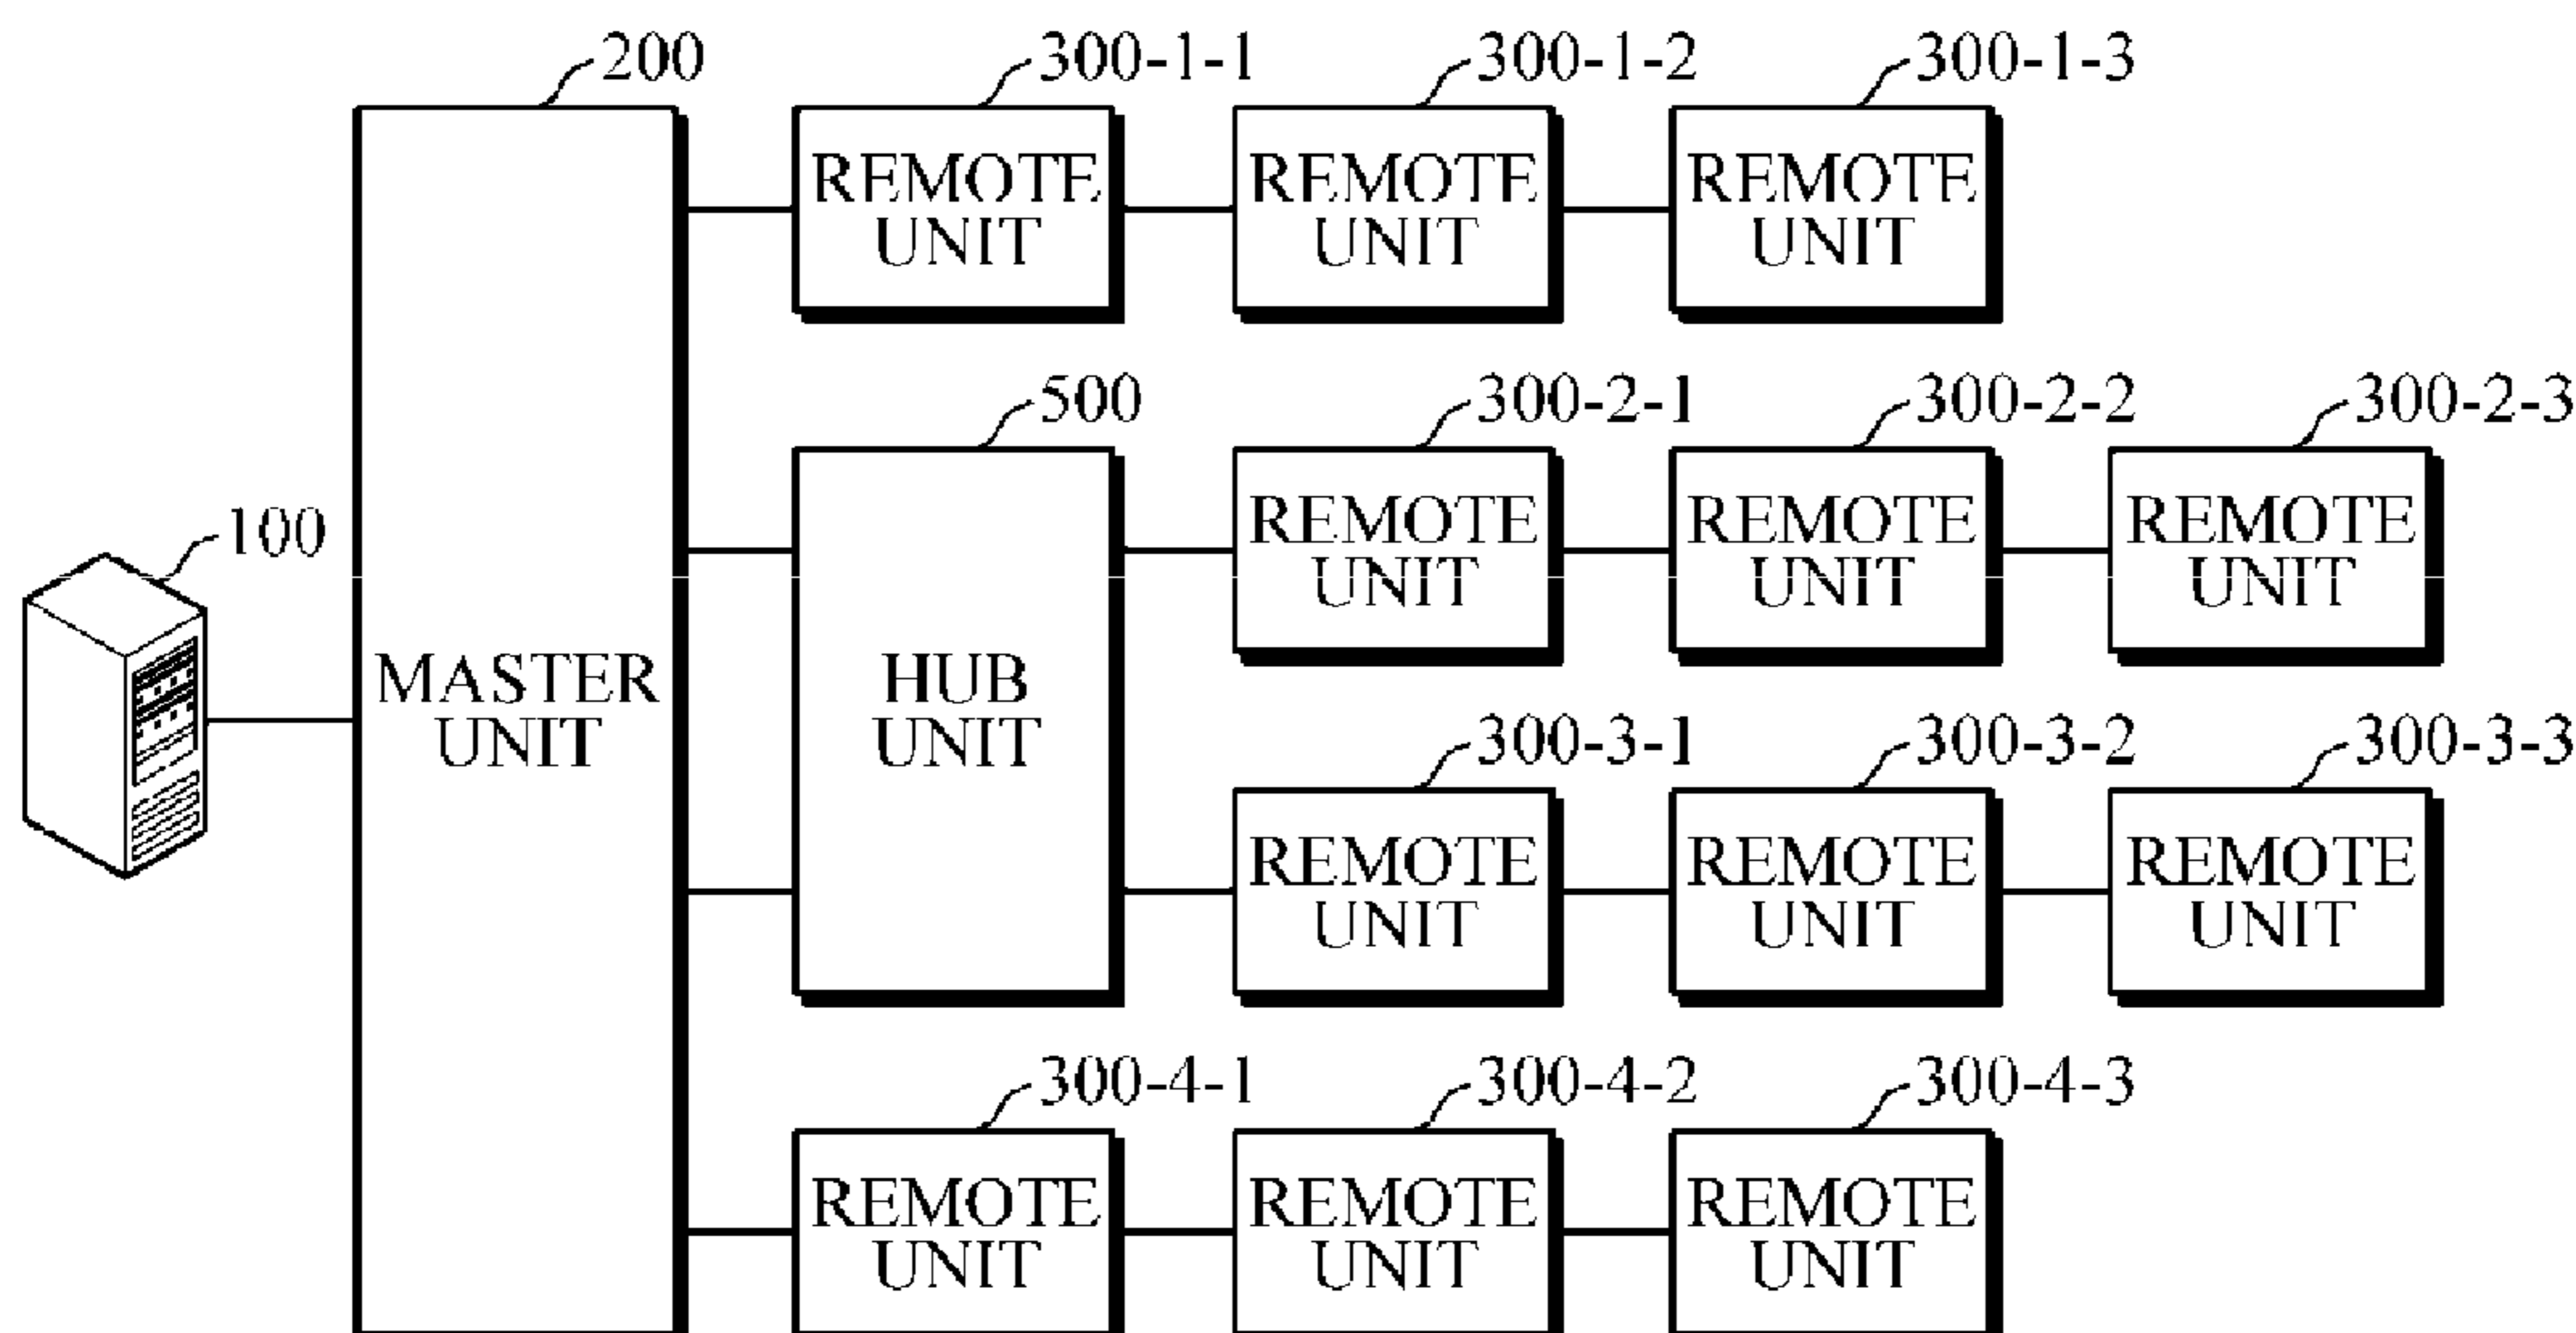 200
300-1-1
300-1-2
300-1-3
REMOTE
UNIT
REMOTE
UNIT
REMOTE
UNIT
500
300-2-1
300-2-2
300-2-3
REMOTE
UNIT
REMOTE
UNIT
REMOTE
UNIT
100
MASTER
UNIT
HUB
UNIT
300-3-1
300-3-2
300-3-3
REMOTE
UNIT
REMOTE
UNIT
REMOTE
UNIT
300-4-1
300-4-2
300-4-3
REMOTE
UNIT
REMOTE
UNIT
REMOTE
UNIT